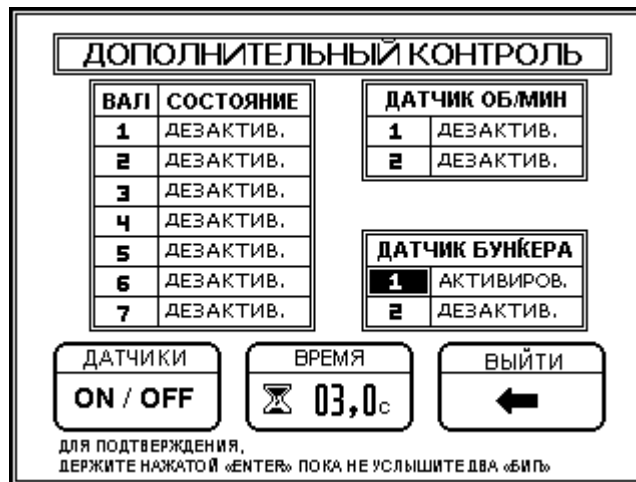 ДОПОЛНИТЕЛЬНЫЙ КОНТРОЛЬ
ВАЛ СОСТОЯНИЕ
1 ДЕЗАКТИВ.
2 ДЕЗАКТИВ.
3 ДЕЗАКТИВ.
4 ДЕЗАКТИВ.
5 ДЕЗАКТИВ.
6 ДЕЗАКТИВ.
7 ДЕЗАКТИВ.
ДАТЧИК ОБ/МИН
1 ДЕЗАКТИВ.
2 ДЕЗАКТИВ.
ДАТЧИК БУНКЕРА
1 АКТИВИРОВ.
2 ДЕЗАКТИВ.
ДАТЧИКИ
ON / OFF
ВРЕМЯ
03,0с
ВЫЙТИ
ДЛЯ ПОДТВЕРЖДЕНИЯ,
ДЕРЖИТЕ НАЖАТОЙ «ENTER» ПОКА НЕ УСЛЫШИТЕ ДВА «БИП»